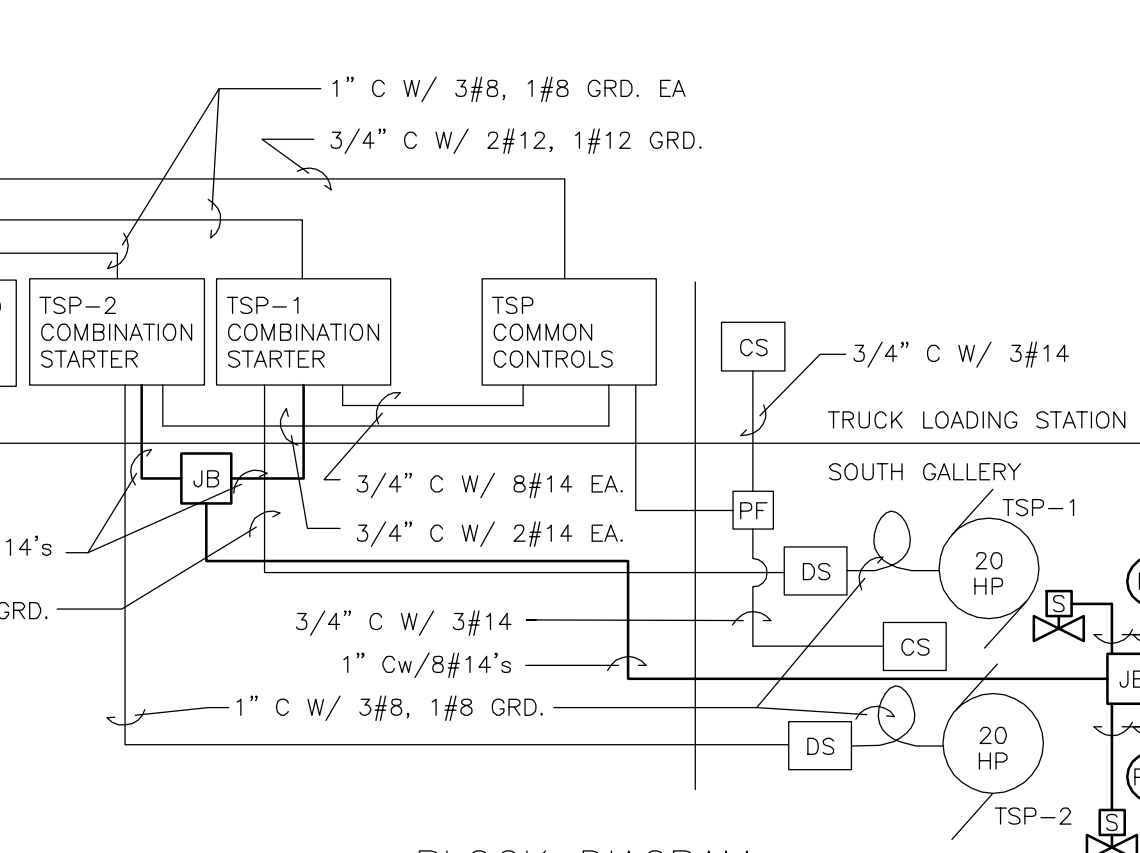 1" C W/ 3#8, 1#8 GRD. EA
3/4" C W/ 2#12, 1#12 GRD.
TSP-2
COMBINATION
STARTER
TSP-1
COMBINATION
STARTER
TSP
COMMON
CONTROLS
CS
3/4" C W/ 3#14
TRUCK LOADING STATION
SOUTH GALLERY
JB
3/4" C W/ 8#14 EA.
3/4" C W/ 2#14 EA.
PF
TSP-1
14's
DS
20
HP
GRD.
3/4" C W/ 3#14
S
CS
1" Cw/8#14's
JB
1" C W/ 3#8, 1#8 GRD.
DS
20
HP
TSP-2
S
BLOCK DIAGRAM